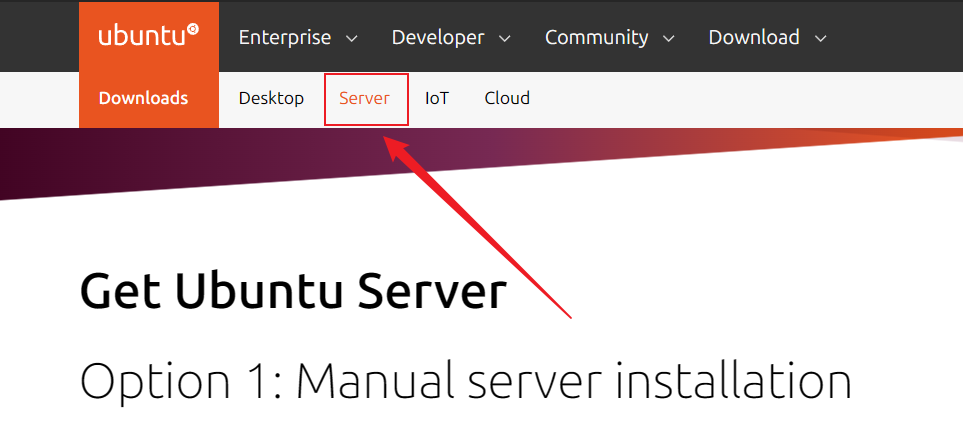 ubuntu Enterprise Developer Community Download
Downloads Desktop Server IoT Cloud
Get Ubuntu Server
Option 1: Manual server installation